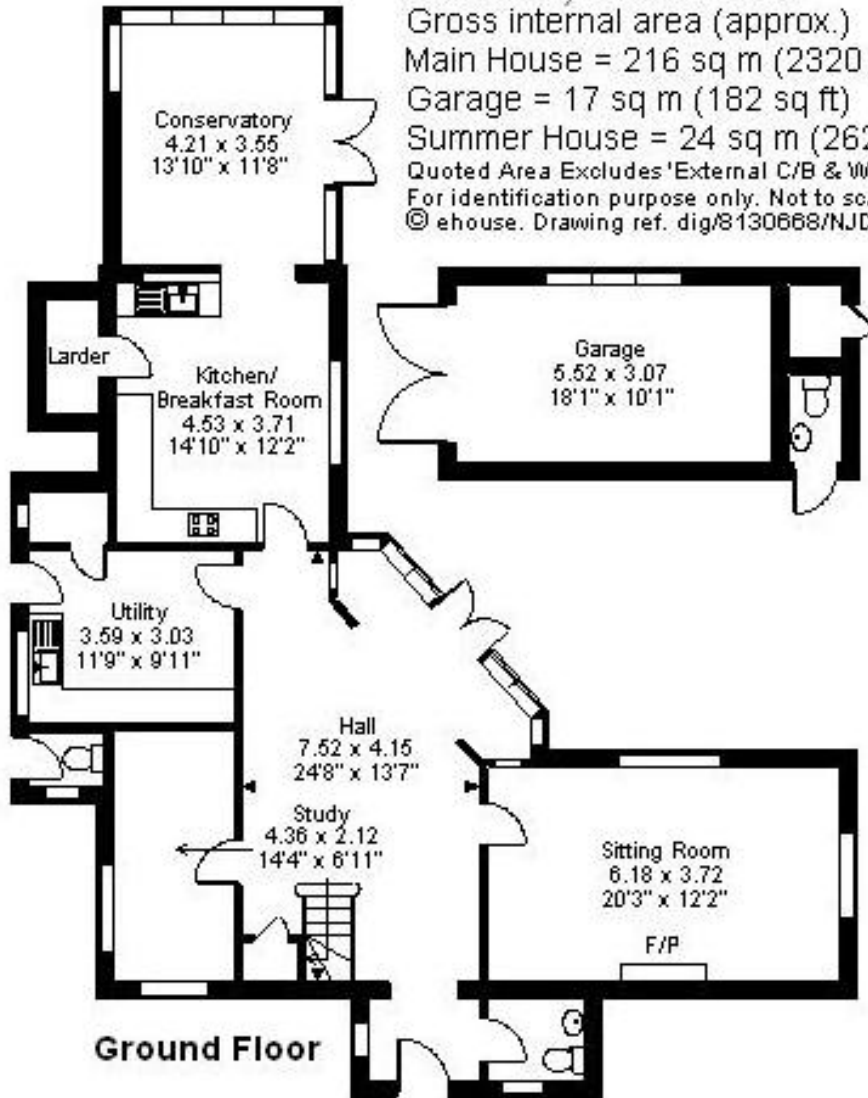 Gross internal area (approx.)
Main House = 216 sq m (2320
Garage = 17 sq m (182 sq ft)
Summer House = 24 sq m (262
Quoted Area Excludes 'External C/B & W
For identification purpose only. Not to sc
© ehouse. Drawing ref. dig/8130668/NJD
Conservatory
4.21 x 3.55
13'10" x 11'8"
Larder
Kitchen/
Breakfast Room
4.53 x 3.71
14'10" x 12'2"
Garage
5.52 x 3.07
18'1" x 10'1"
Utility
3.59 x 3.03
11'9" x 9'11"
Hall
7.52 x 4.15
24'8" x 13'7"
Study
4.36 x 2.12
14'4" x 6'11"
Sitting Room
6.18 x 3.72
20'3" x 12'2"
F/P
Ground Floor